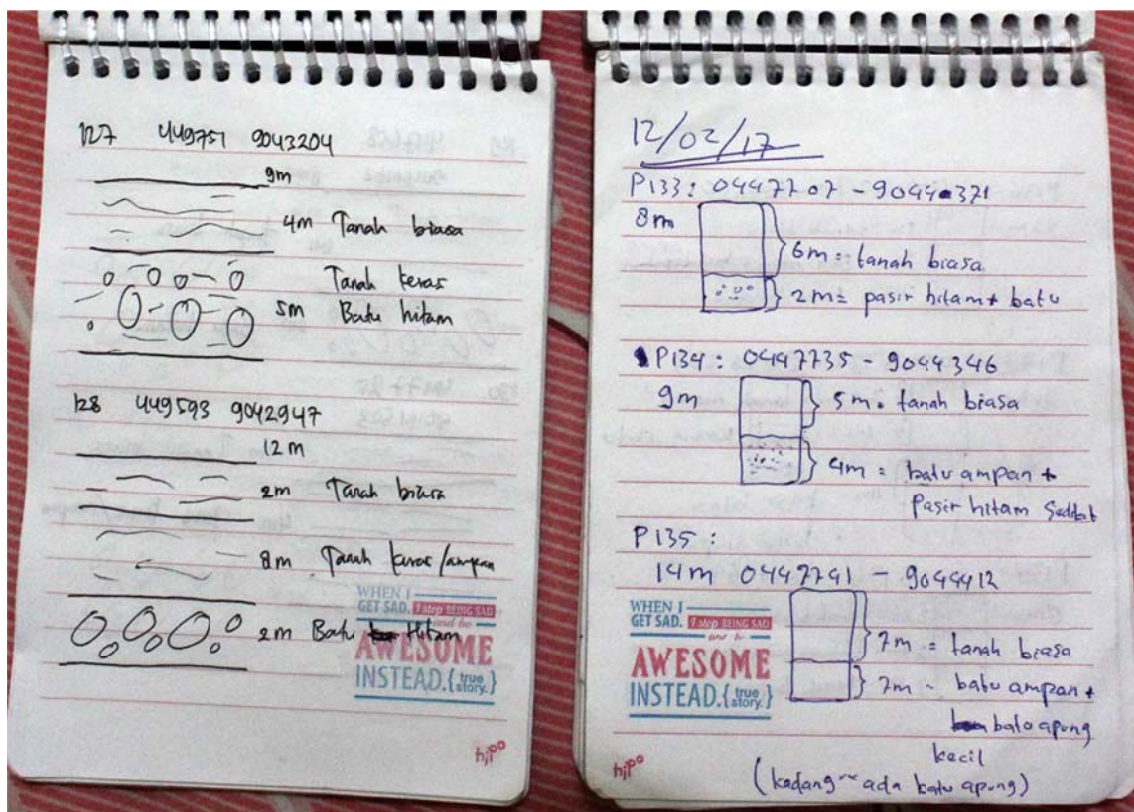 127 449751 9043204
9m
4m Tanah biasa
Tanah keras
5m Batu hitam
128 449593 9042947
12 m
2m Tanah biasa
8m Tanah keras/ampan
2m Batu Hitam
WHEN I
GET SAD. I stop BEING SAD
and be
AWESOME
INSTEAD. {true story.}
hipo
12/02/17
P133: 0447707 - 9044371
8m
6m = tanah biasa
2m = pasir hitam + batu
P134: 0447735 - 9044346
9m
5m = tanah biasa
4m = batu ampan +
Pasir hitam Sedikit
P135:
14m 0447741 - 9044412
7m = tanah biasa
7m = batu ampan +
batu apung
kecil
(kadang" ada batu apung)
WHEN I
GET SAD. I stop BEING SAD
and be
AWESOME
INSTEAD. {true story.}
hipo